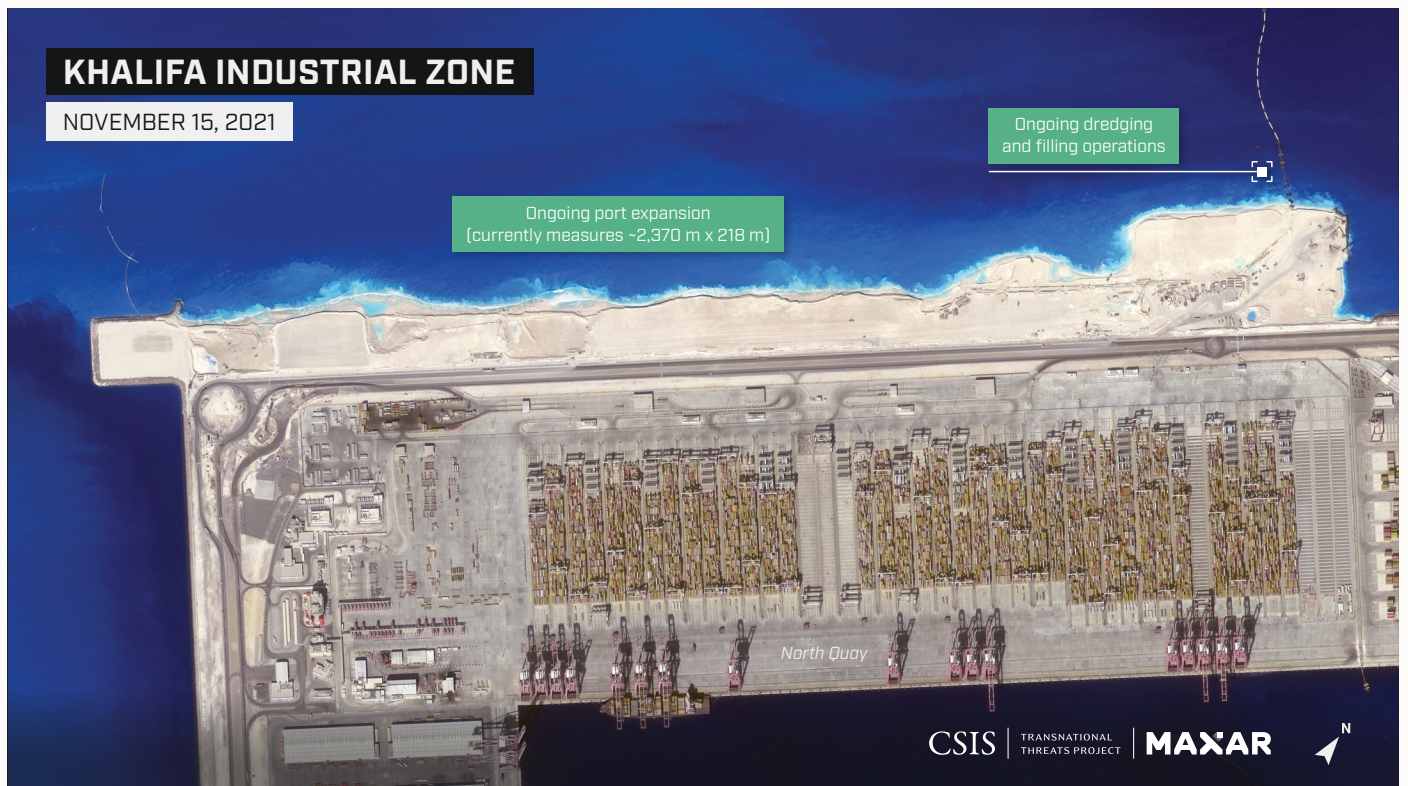 KHALIFA INDUSTRIAL ZONE
NOVEMBER 15, 2021
Ongoing dredging
and filling operations
Ongoing port expansion
(currently measures ~2,370 m x 218 m)
North Quay
CSIS
TRANSNATIONAL
THREATS PROJECT
MAXAR
N